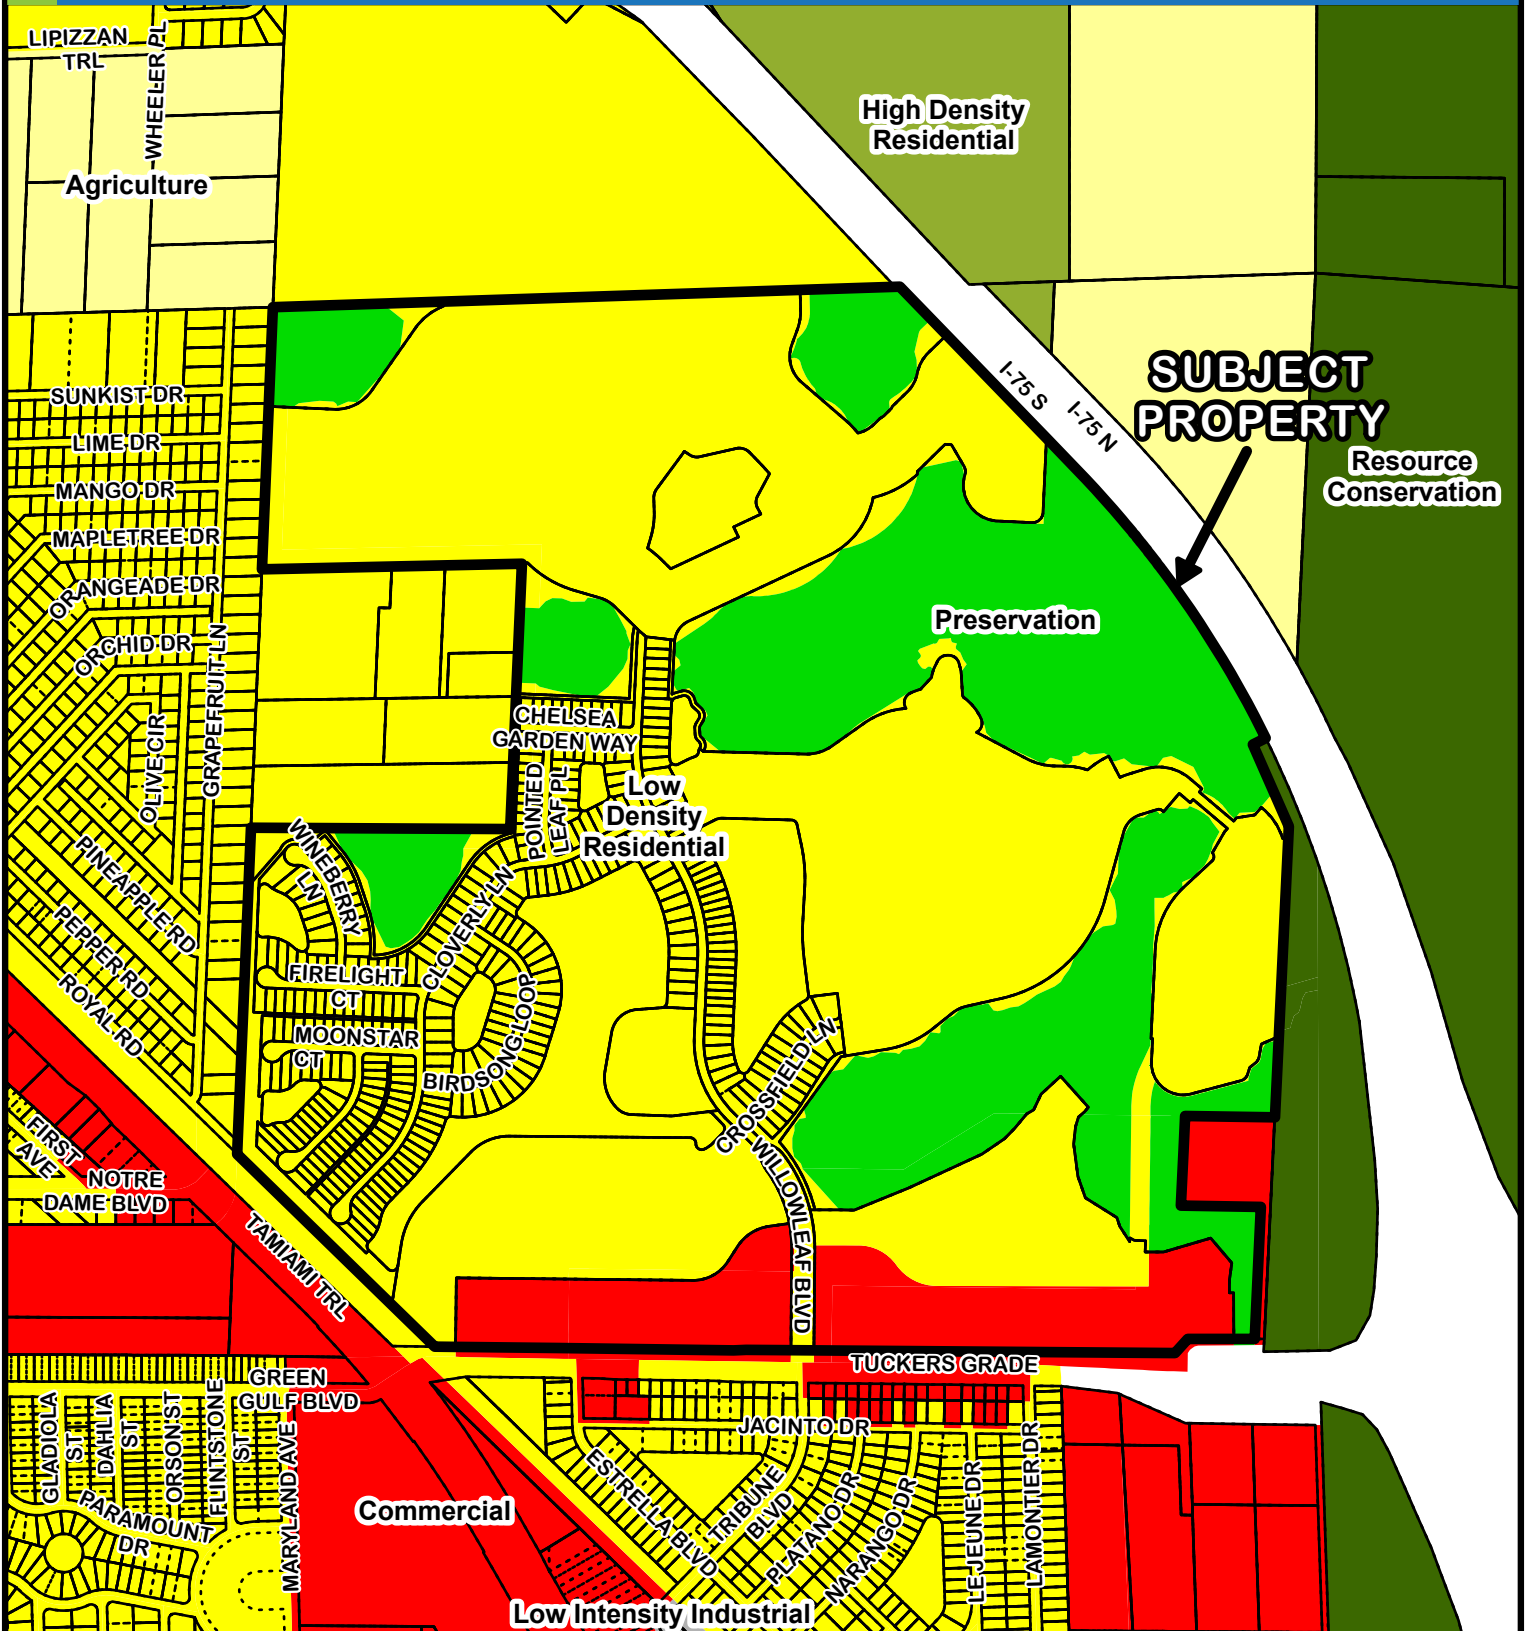 LIPIZZAN
TRL
WHEELER PL
High Density
Residential
Agriculture
SUBJECT
PROPERTY
I-75 S
I-75 N
SUNKIST DR
LIME DR
MANGO DR
MAPLETREE DR
ORANGEADE DR
ORCHID DR
GRAPEFRUIT LN
OLIVE CIR
Resource
Conservation
Preservation
CHELSEA
GARDEN WAY
POINTED
LEAF PL
Low
Density
Residential
WINEBERRY
LN
CLOVERLY LN
PINEAPPLE RD
PEPPER RD
ROYAL RD
FIRELIGHT
CT
MOONSTAR
CT
BIRDSONG LOOP
CROSSFIELD LN
WILLOWLEAF BLVD
FIRST
AVE
NOTRE
DAME BLVD
TAMIAMI TRL
TUCKERS GRADE
GREEN
GULF BLVD
GLADIOLA
ST
DAHLIA
ST
ORSONIST
FLINTSTONE
ST
MARYLAND AVE
PARAMOUNT
DR
JACINTO DR
ESTRELLA BLVD
TRIBUNE
BLVD
PLATANO DR
NARANGO DR
LEJEUNE DR
LAMONTIER DR
Commercial
Low Intensity Industrial